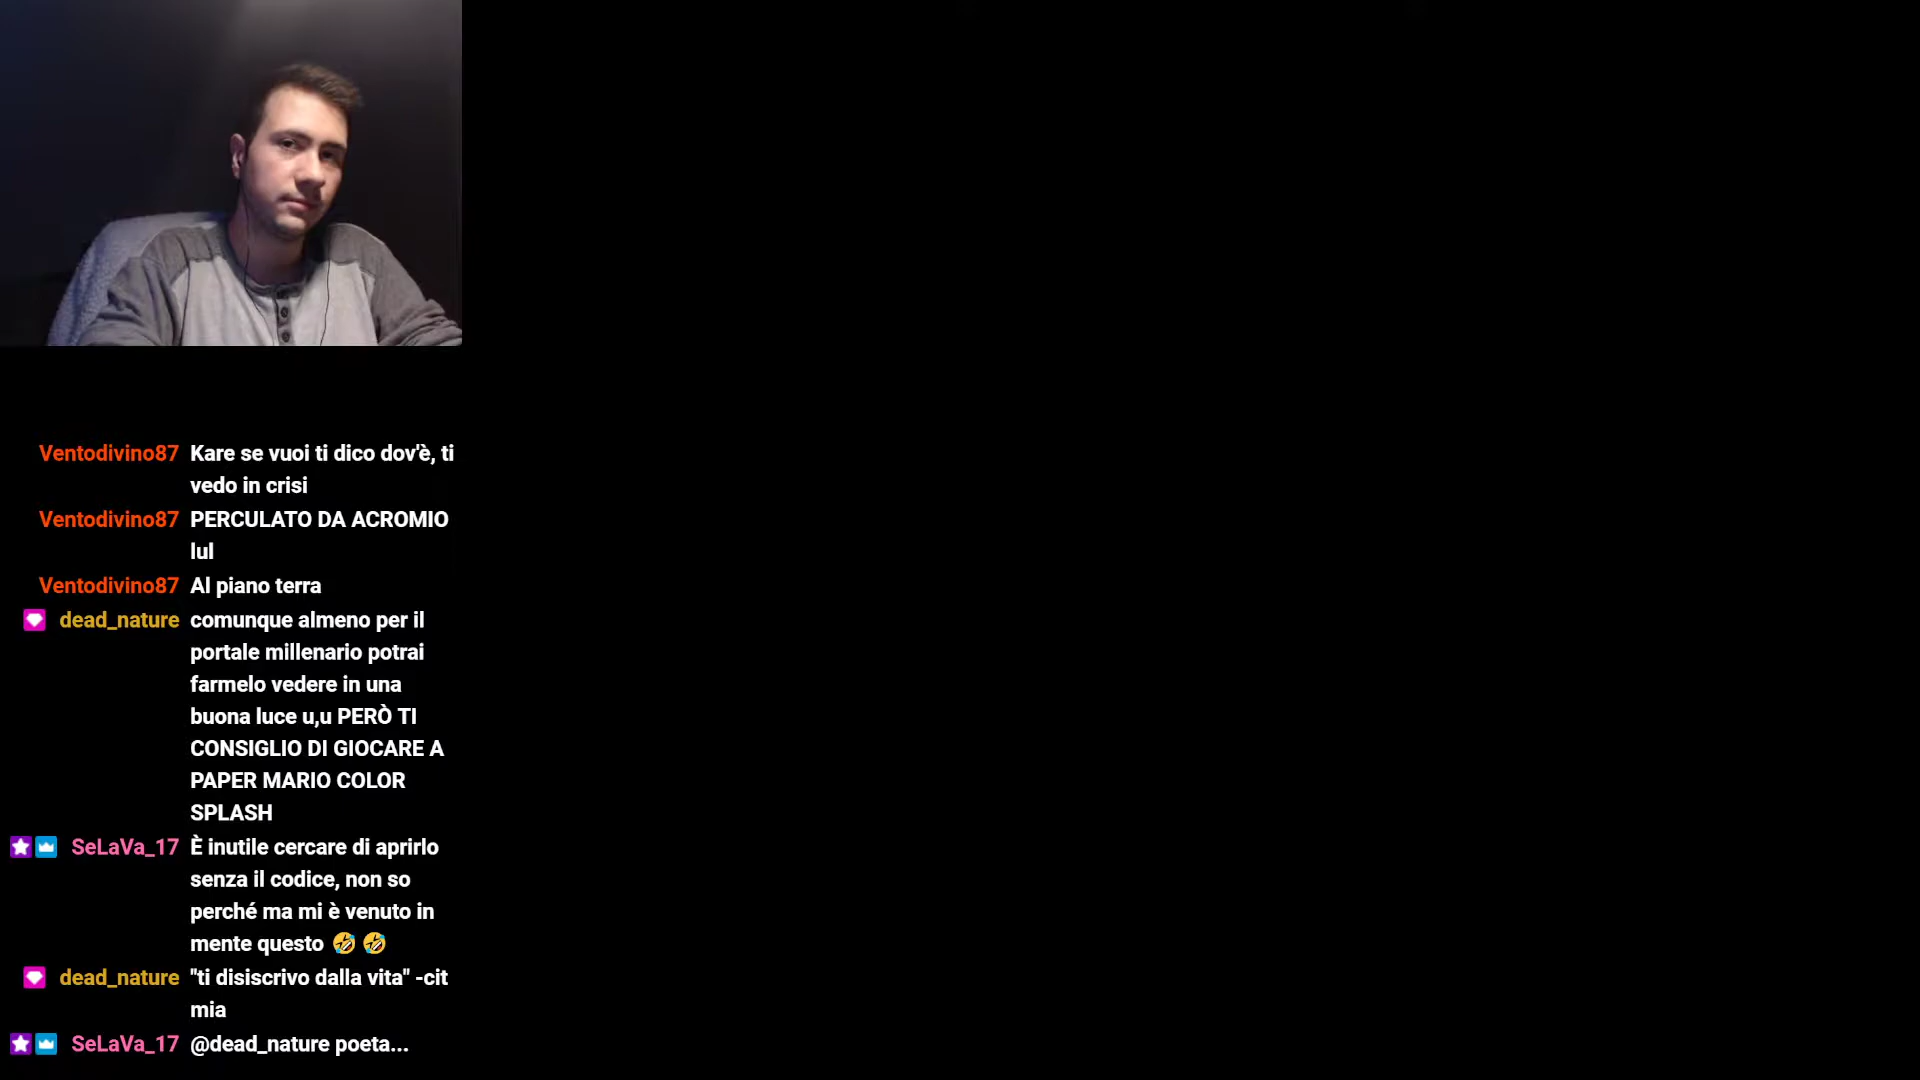 Ventodivino87 Kare se vuoi ti dico dov'è, ti
vedo in crisi
Ventodivino87 PERCULATO DA ACROMIO
lul
Ventodivino87 Al piano terra
dead_nature comunque almeno per il
portale millenario potrai
farmelo vedere in una
buona luce u,u PERÒ TI
CONSIGLIO DI GIOCARE A
PAPER MARIO COLOR
SPLASH
SeLaVa_17 È inutile cercare di aprirlo
senza il codice, non so
perché ma mi è venuto in
mente questo 🤣 🤣
dead_nature "ti disiscrivo dalla vita" -cit
mia
SeLaVa_17 @dead_nature poeta...